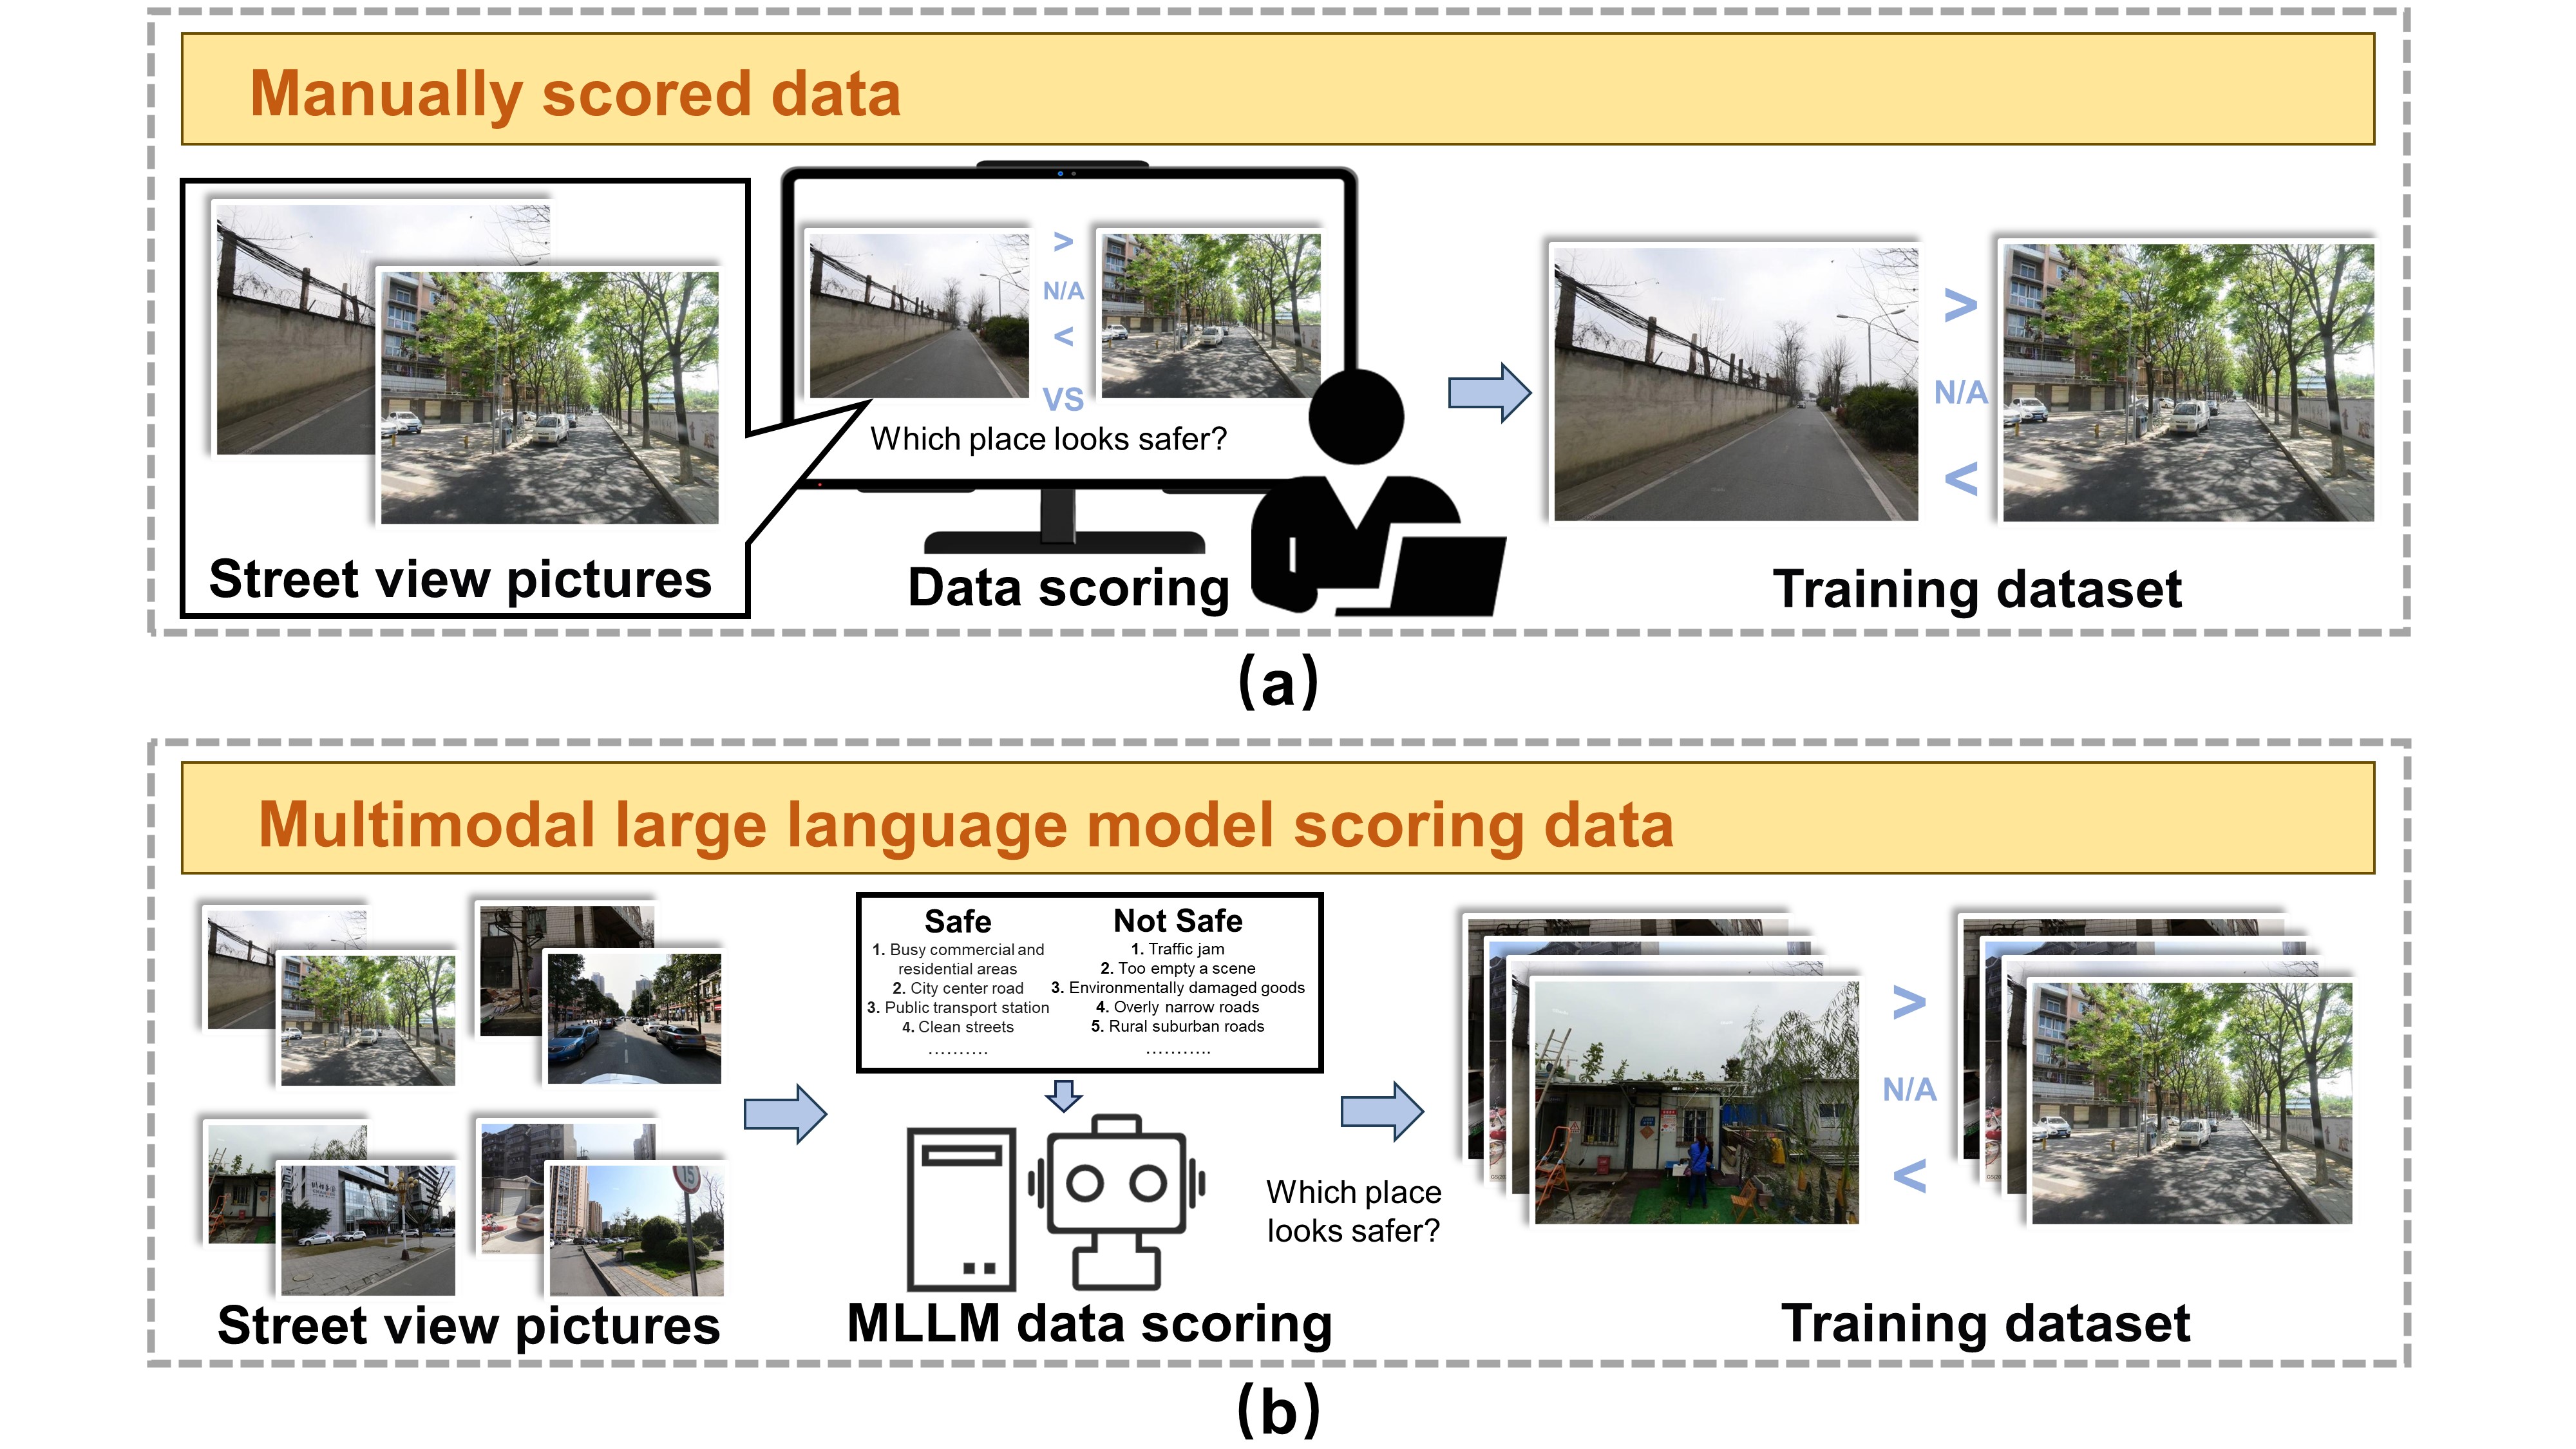 Manually scored data
>
N/A
<
VS
Which place looks safer?
>
N/A
<
Street view pictures
Data scoring
Training dataset
(a)
Multimodal large language model scoring data
Safe
1. Busy commercial and
residential areas
2. City center road
3. Public transport station
4. Clean streets
..........
Not Safe
1. Traffic jam
2. Too empty a scene
3. Environmentally damaged goods
4. Overly narrow roads
5. Rural suburban roads
...........
15
Which place
looks safer?
>
N/A
<
Street view pictures
MLLM data scoring
Training dataset
(b)